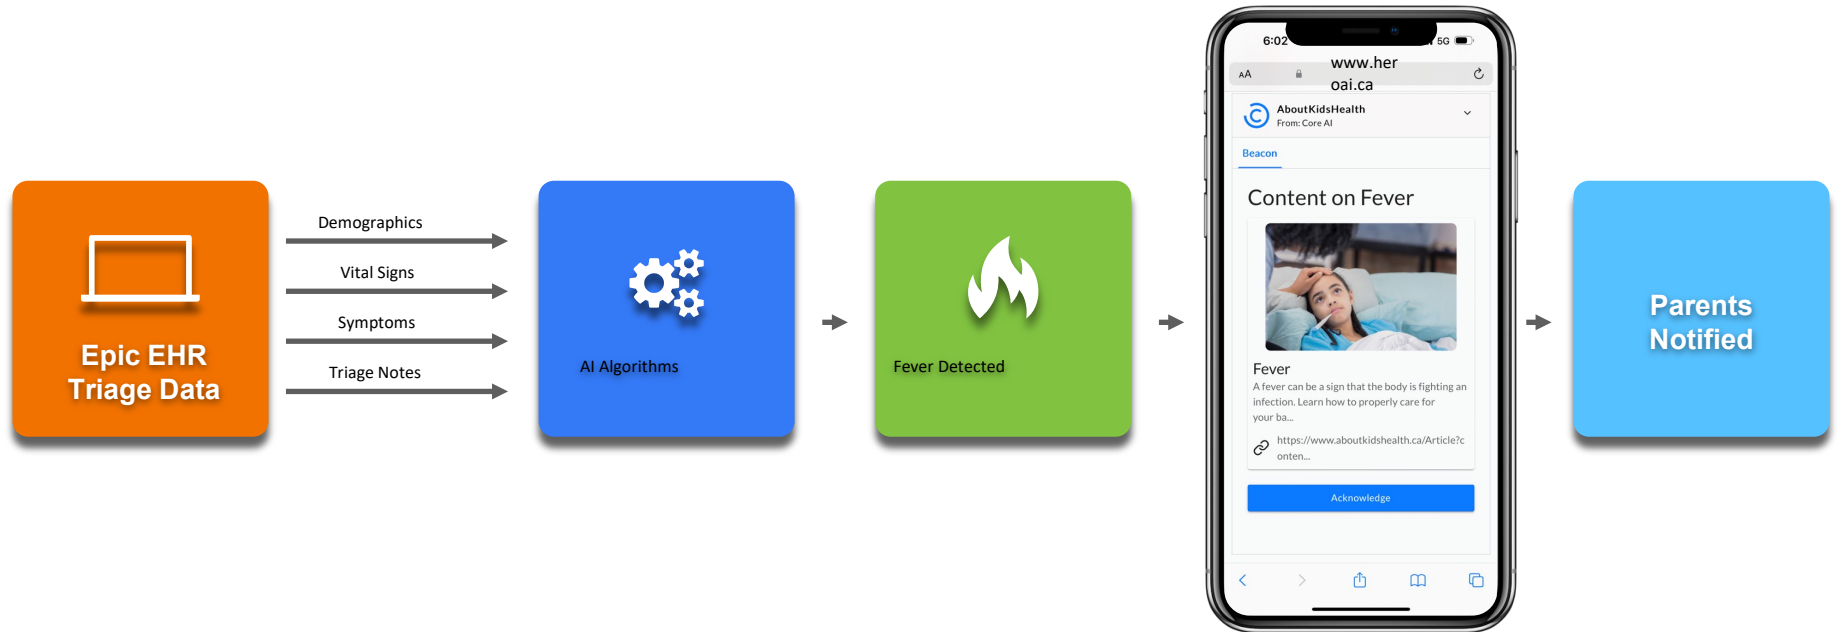 Epic EHR
Triage Data
Demographics
Vital Signs
Symptoms
Triage Notes
AI Algorithms
Fever Detected
6:02
5G
AA
www.her
oai.ca
AboutKidsHealth
From: Core AI
Beacon
Content on Fever
Fever
A fever can be a sign that the body is fighting an
infection. Learn how to properly care for
your ba...
https://www.aboutkidshealth.ca/Article?c
onten...
Acknowledge
Parents
Notified